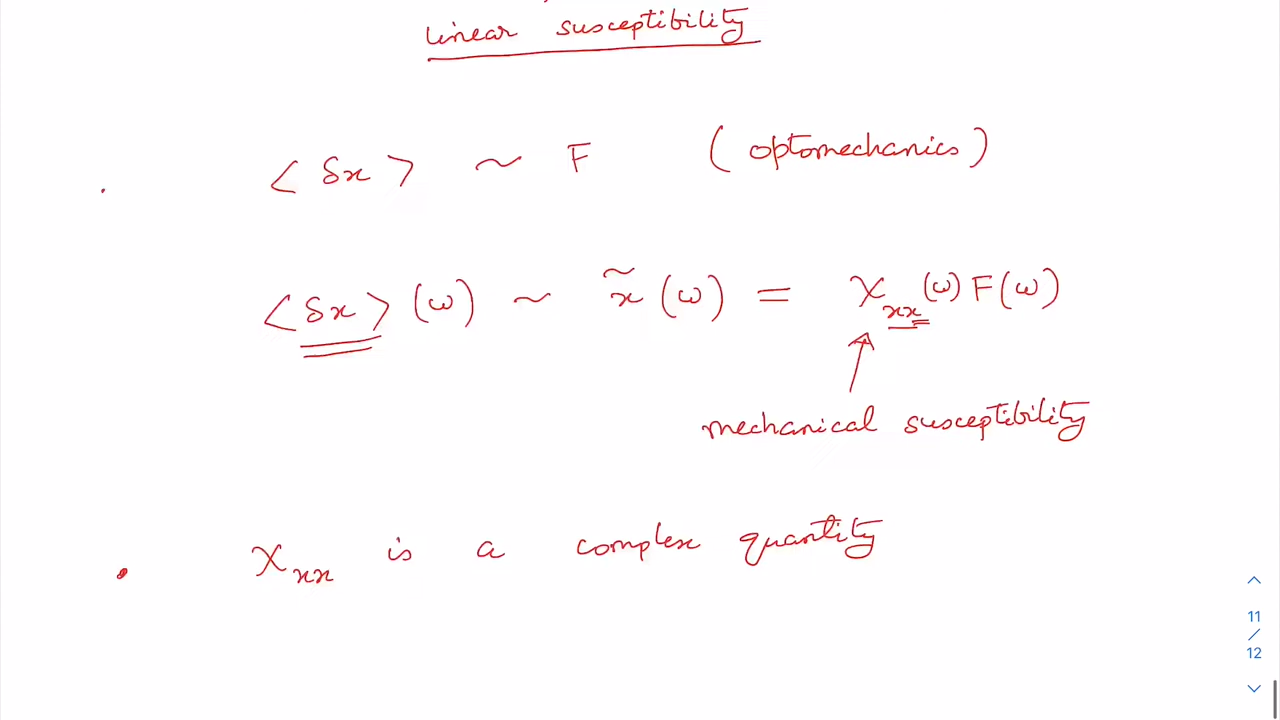 linear susceptibility
< δx > ~ F (optomechanics)
< δx > (ω) ~ x̃ (ω) = χxx (ω) F(ω)
mechanical susceptibility
χxx is a complex quantity
11
/
12